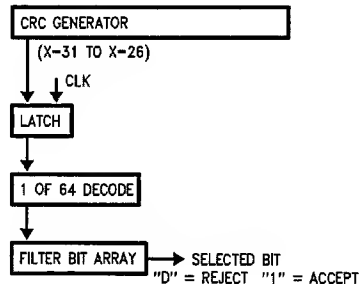 CRC GENERATOR
(X-31 TO X-26)
CLK
LATCH
1 OF 64 DECODE
FILTER BIT ARRAY
SELECTED BIT
"D" = REJECT "1" = ACCEPT